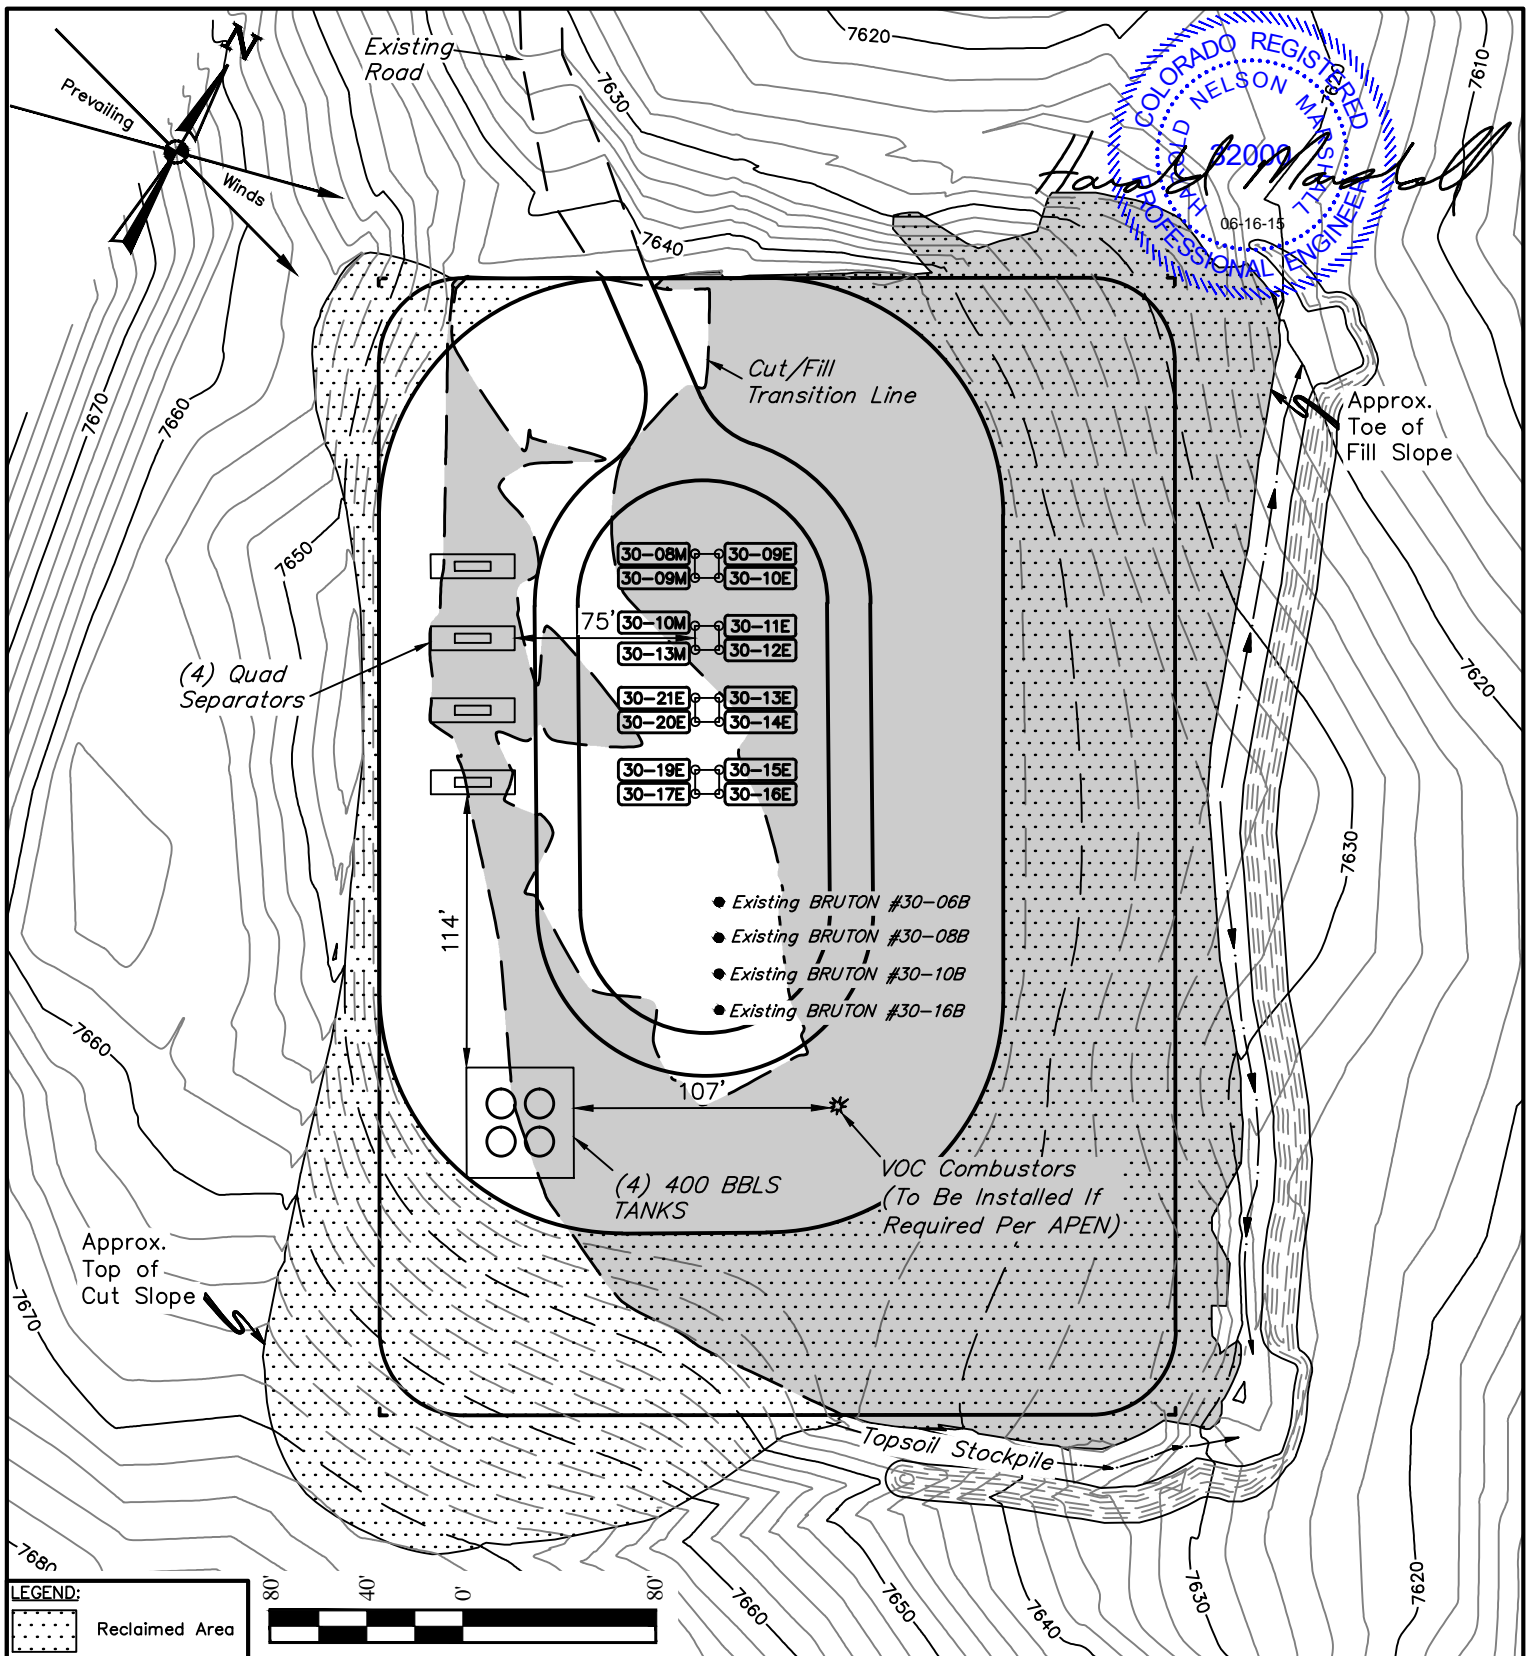 Existing
Road
N
Prevailing
Winds
7620
7630
7640
7620
7610
COLORADO REGISTERED
HAROLD NELSON MARSHALL
32000
06-16-15
PROFESSIONAL ENGINEER
Harold Marshall
7670
7660
7650
Cut/Fill
Transition Line
Approx.
Toe of
Fill Slope
30-08M
30-09E
30-09M
30-10E
75'
30-10M
30-11E
30-13M
30-12E
(4) Quad
Separators
30-21E
30-13E
30-20E
30-14E
30-19E
30-15E
30-17E
30-16E
7620
7630
114'
Existing BRUTON #30-06B
Existing BRUTON #30-08B
Existing BRUTON #30-10B
Existing BRUTON #30-16B
7660
107'
VOC Combustors
(To Be Installed If
Required Per APEN)
(4) 400 BBLS
TANKS
Approx.
Top of
Cut Slope
7670
Topsoil Stockpile
7680
LEGEND:
Reclaimed Area
80'
40'
0'
80'
7660
7650
7640
7630
7620